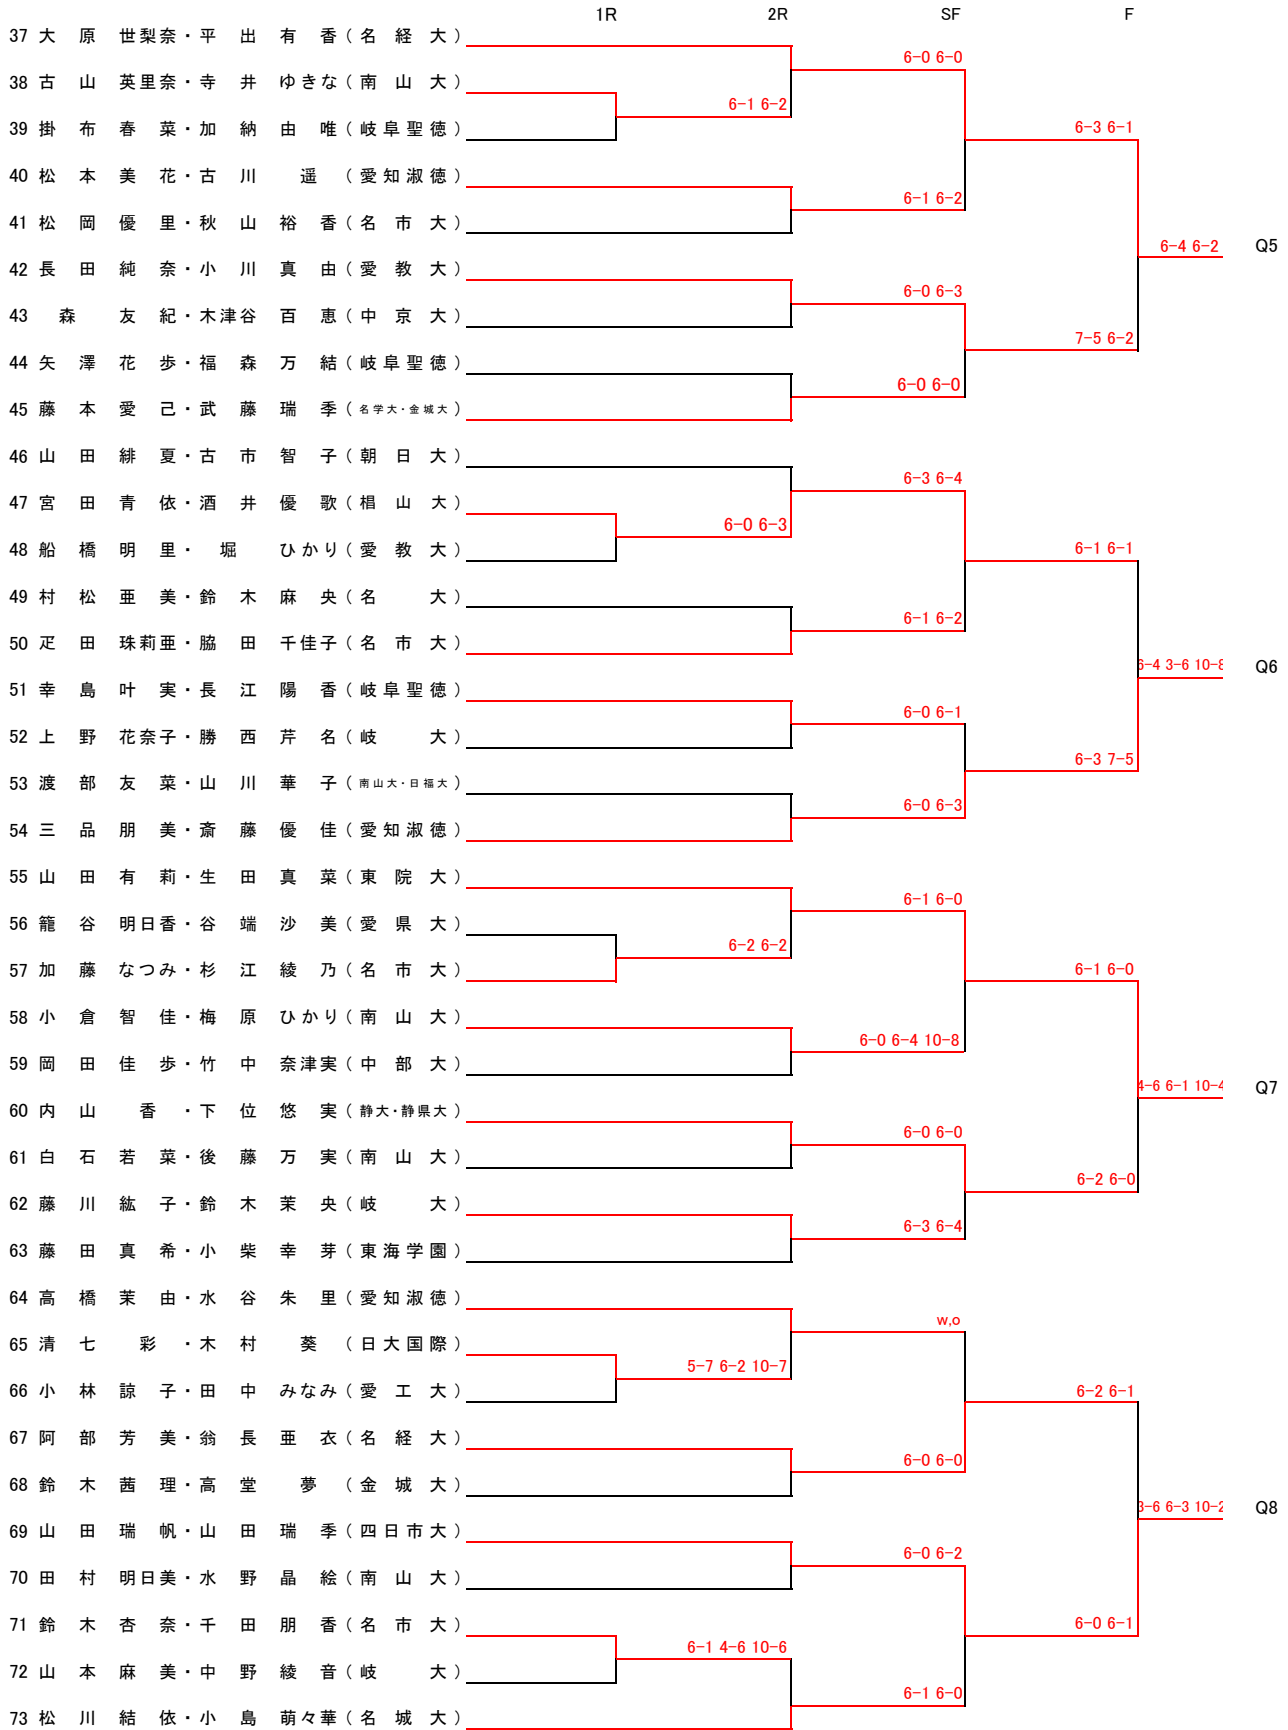 1R 2R SF F
37 大原 世梨奈・平出 有香（名経大）
6-0 6-0
38 古山 英里奈・寺井 ゆきな（南山大）
6-1 6-2
39 掛布 春菜・加納 由唯（岐阜聖徳）
6-3 6-1
40 松本 美花・古川 遥（愛知淑徳）
6-1 6-2
41 松岡 優里・秋山 裕香（名市大）
6-4 6-2 Q5
42 長田 純奈・小川 真由（愛教大）
6-0 6-3
43 森 友紀・木津谷 百恵（中京大）
7-5 6-2
44 矢澤 花歩・福森 万結（岐阜聖徳）
6-0 6-0
45 藤本 愛己・武藤 瑞季（名学大・金城大）
46 山田 緋夏・古市 智子（朝日大）
6-3 6-4
47 宮田 青依・酒井 優歌（椙山大）
6-0 6-3
48 船橋 明里・堀 ひかり（愛教大）
6-1 6-1
49 村松 亜美・鈴木 麻央（名大）
6-1 6-2
50 疋田 珠莉亜・脇田 千佳子（名市大）
6-4 3-6 10-8 Q6
51 幸島 叶実・長江 陽香（岐阜聖徳）
6-0 6-1
52 上野 花奈子・勝西 芹名（岐大）
6-3 7-5
53 渡部 友菜・山川 華子（南山大・日福大）
6-0 6-3
54 三品 朋美・斎藤 優佳（愛知淑徳）
55 山田 有莉・生田 真菜（東院大）
6-1 6-0
56 籠谷 明日香・谷端 沙美（愛県大）
6-2 6-2
57 加藤 なつみ・杉江 綾乃（名市大）
6-1 6-0
58 小倉 智佳・梅原 ひかり（南山大）
6-0 6-4 10-8
59 岡田 佳歩・竹中 奈津実（中部大）
4-6 6-1 10-4 Q7
60 内山 香・下位 悠実（静大・静県大）
6-0 6-0
61 白石 若菜・後藤 万実（南山大）
6-2 6-0
62 藤川 紘子・鈴木 茉央（岐大）
6-3 6-4
63 藤田 真希・小柴 幸芽（東海学園）
64 高橋 茉由・水谷 朱里（愛知淑徳）
w,o
65 清七 彩・木村 葵（日大国際）
5-7 6-2 10-7
66 小林 諒子・田中 みなみ（愛工大）
6-2 6-1
67 阿部 芳美・翁長 亜衣（名経大）
6-0 6-0
68 鈴木 茜理・高堂 夢（金城大）
3-6 6-3 10-2 Q8
69 山田 瑞帆・山田 瑞季（四日市大）
6-0 6-2
70 田村 明日美・水野 晶絵（南山大）
71 鈴木 杏奈・千田 朋香（名市大）
6-0 6-1
6-1 4-6 10-6
72 山本 麻美・中野 綾音（岐大）
6-1 6-0
73 松川 結依・小島 萌々華（名城大）